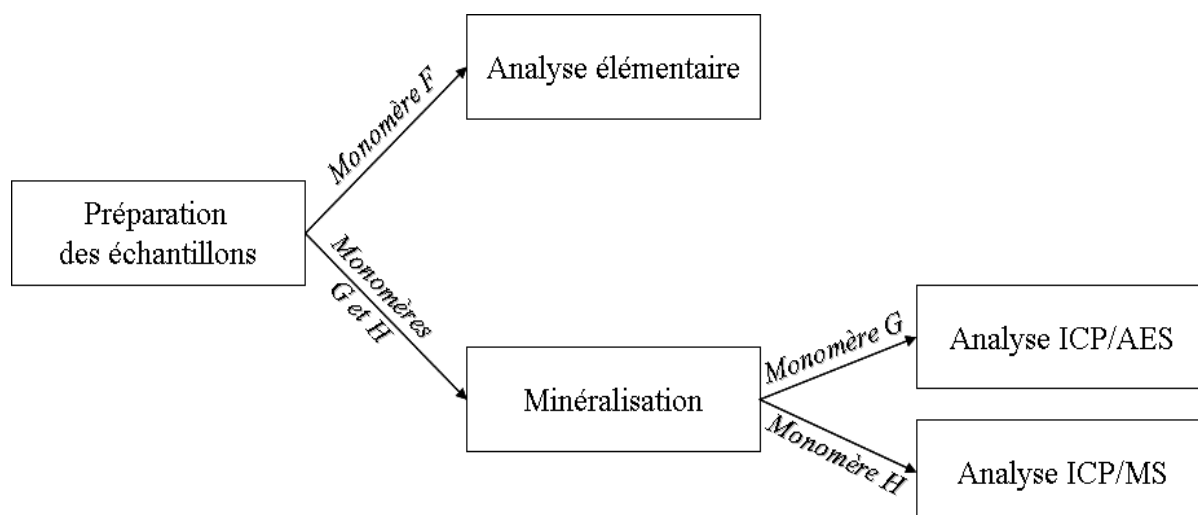 Analyse élémentaire
Monomère F
Préparation
des échantillons
Monomères
G et H
Minéralisation
Monomère G
Analyse ICP/AES
Monomère H
Analyse ICP/MS